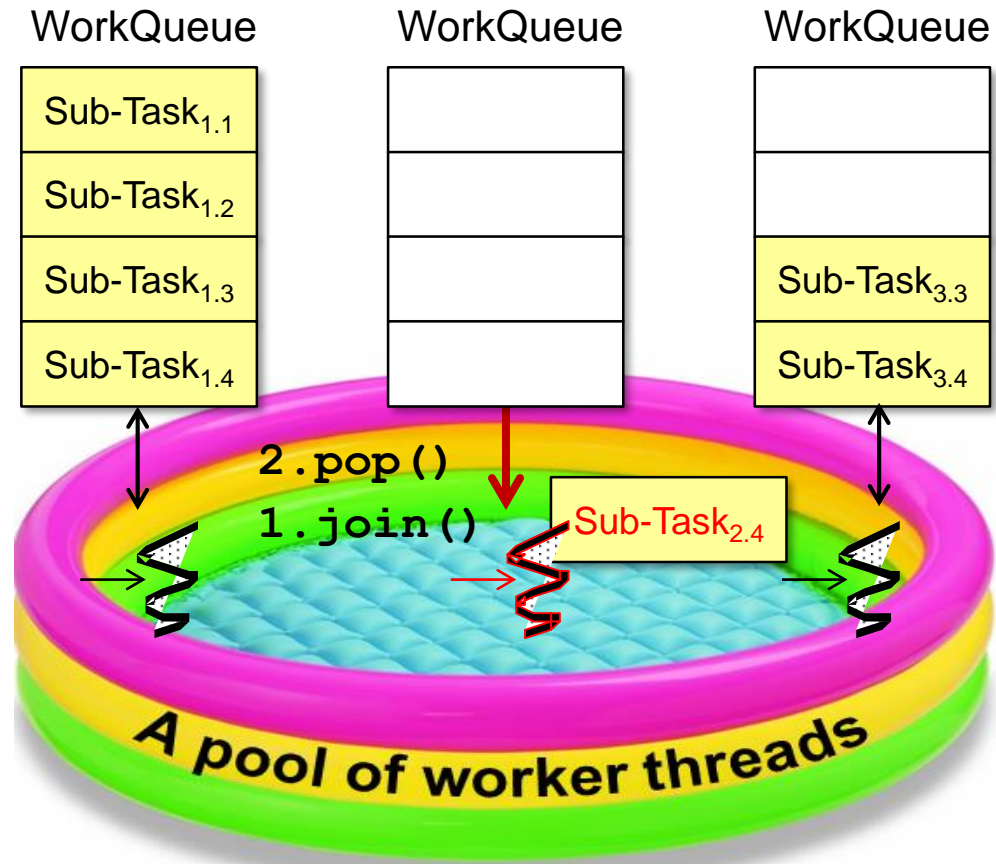 WorkQueue WorkQueue WorkQueue
Sub-Task1.1
Sub-Task1.2
Sub-Task1.3 Sub-Task3.3
Sub-Task1.4 Sub-Task3.4
2.pop()
1.join() Sub-Task2.4
A pool of worker threads